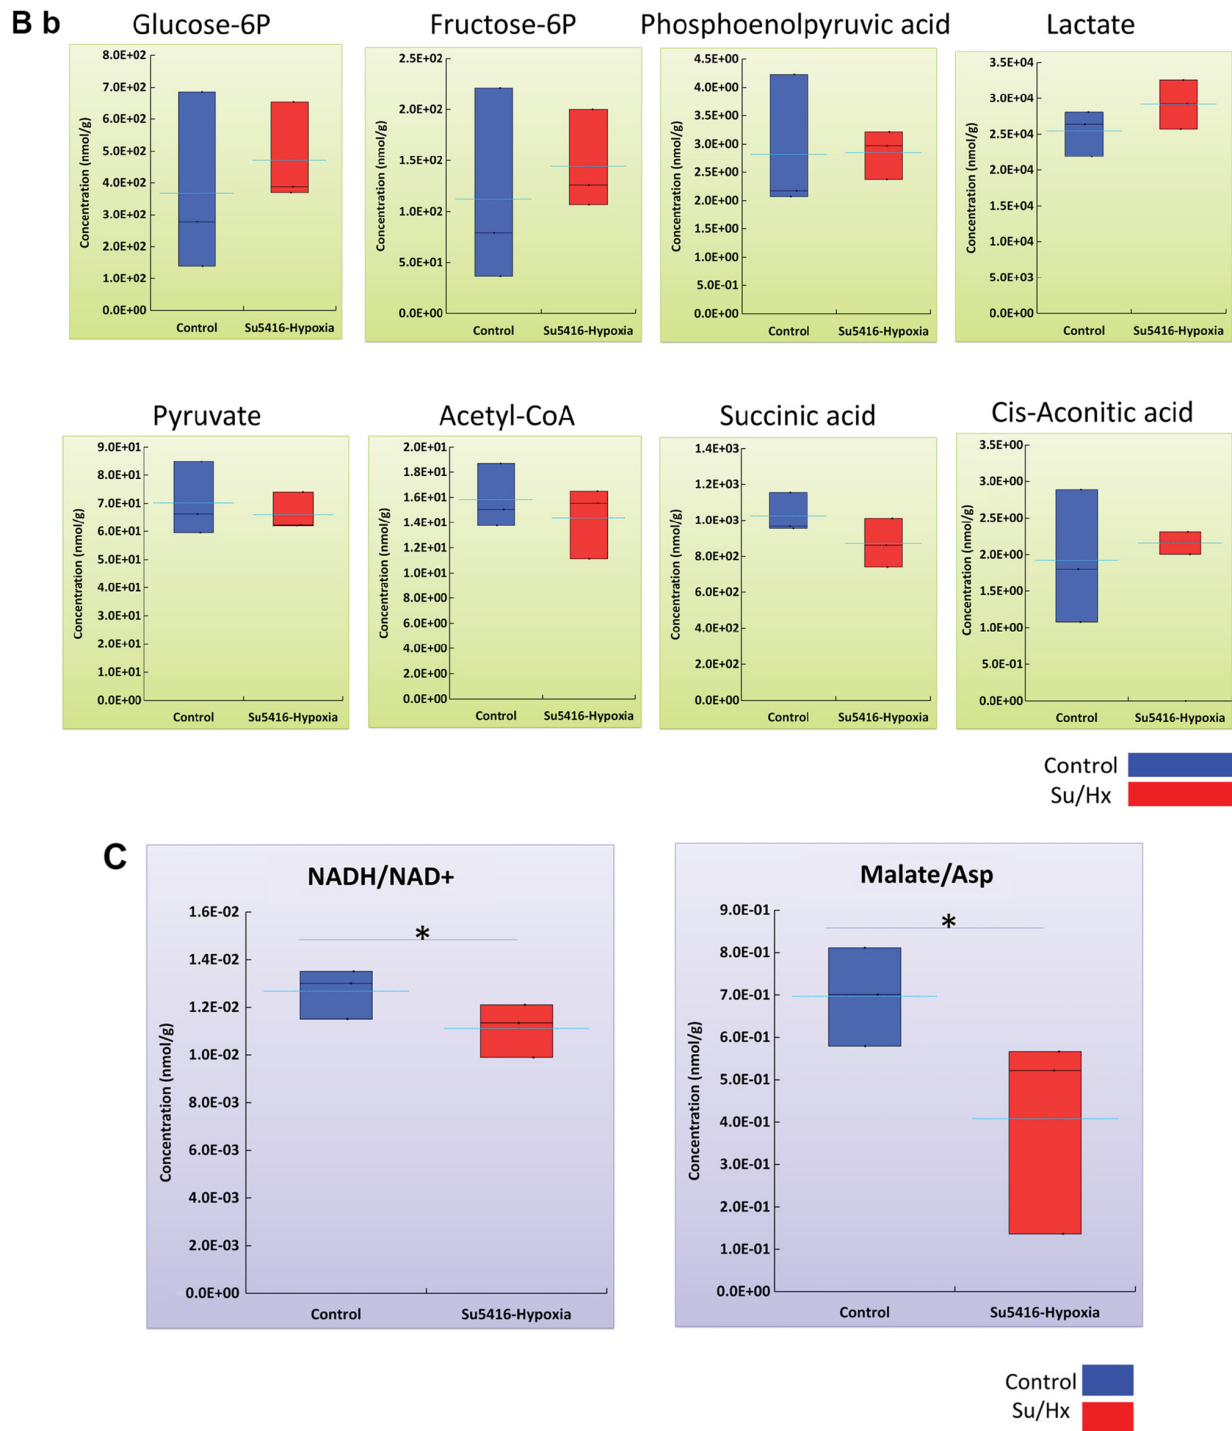 B b
Glucose-6P
Concentration (nmol/g)
8.0E+02
7.0E+02
6.0E+02
5.0E+02
4.0E+02
3.0E+02
2.0E+02
1.0E+02
0.0E+00
Control Su5416-Hypoxia
Fructose-6P
Concentration (nmol/g)
2.5E+02
2.0E+02
1.5E+02
1.0E+02
5.0E+01
0.0E+00
Control Su5416-Hypoxia
Phosphoenolpyruvic acid
Concentration (nmol/g)
4.5E+00
4.0E+00
3.5E+00
3.0E+00
2.5E+00
2.0E+00
1.5E+00
1.0E+00
5.0E-01
0.0E+00
Control Su5416-Hypoxia
Lactate
Concentration (nmol/g)
3.5E+04
3.0E+04
2.5E+04
2.0E+04
1.5E+04
1.0E+04
5.0E+03
0.0E+00
Control Su5416-Hypoxia
Pyruvate
Concentration (nmol/g)
9.0E+01
8.0E+01
7.0E+01
6.0E+01
5.0E+01
4.0E+01
3.0E+01
2.0E+01
1.0E+01
0.0E+00
Control Su5416-Hypoxia
Acetyl-CoA
Concentration (nmol/g)
2.0E+01
1.8E+01
1.6E+01
1.4E+01
1.2E+01
1.0E+01
8.0E+00
6.0E+00
4.0E+00
2.0E+00
0.0E+00
Control Su5416-Hypoxia
Succinic acid
Concentration (nmol/g)
1.4E+03
1.2E+03
1.0E+03
8.0E+02
6.0E+02
4.0E+02
2.0E+02
0.0E+00
Control Su5416-Hypoxia
Cis-Aconitic acid
Concentration (nmol/g)
3.5E+00
3.0E+00
2.5E+00
2.0E+00
1.5E+00
1.0E+00
5.0E-01
0.0E+00
Control Su5416-Hypoxia
Control
Su/Hx
C
NADH/NAD+
*
Concentration (nmol/g)
1.6E-02
1.4E-02
1.2E-02
1.0E-02
8.0E-03
6.0E-03
4.0E-03
2.0E-03
0.0E+00
Control Su5416-Hypoxia
Malate/Asp
*
Concentration (nmol/g)
9.0E-01
8.0E-01
7.0E-01
6.0E-01
5.0E-01
4.0E-01
3.0E-01
2.0E-01
1.0E-01
0.0E+00
Control Su5416-Hypoxia
Control
Su/Hx